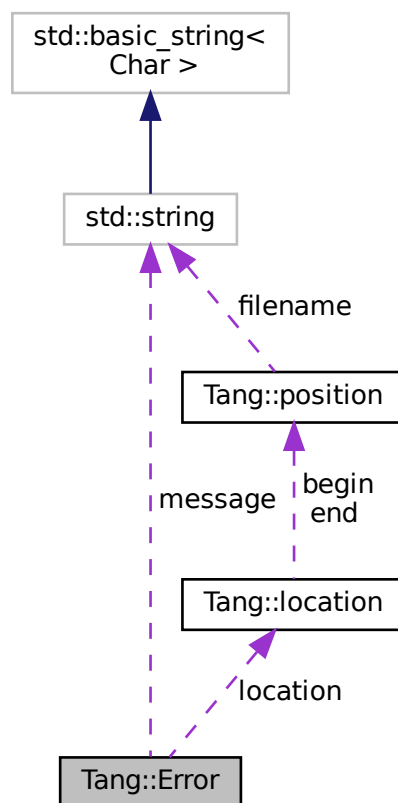 std::basic_string<
Char >
std::string
filename
Tang::position
message
begin
end
Tang::location
location
Tang::Error